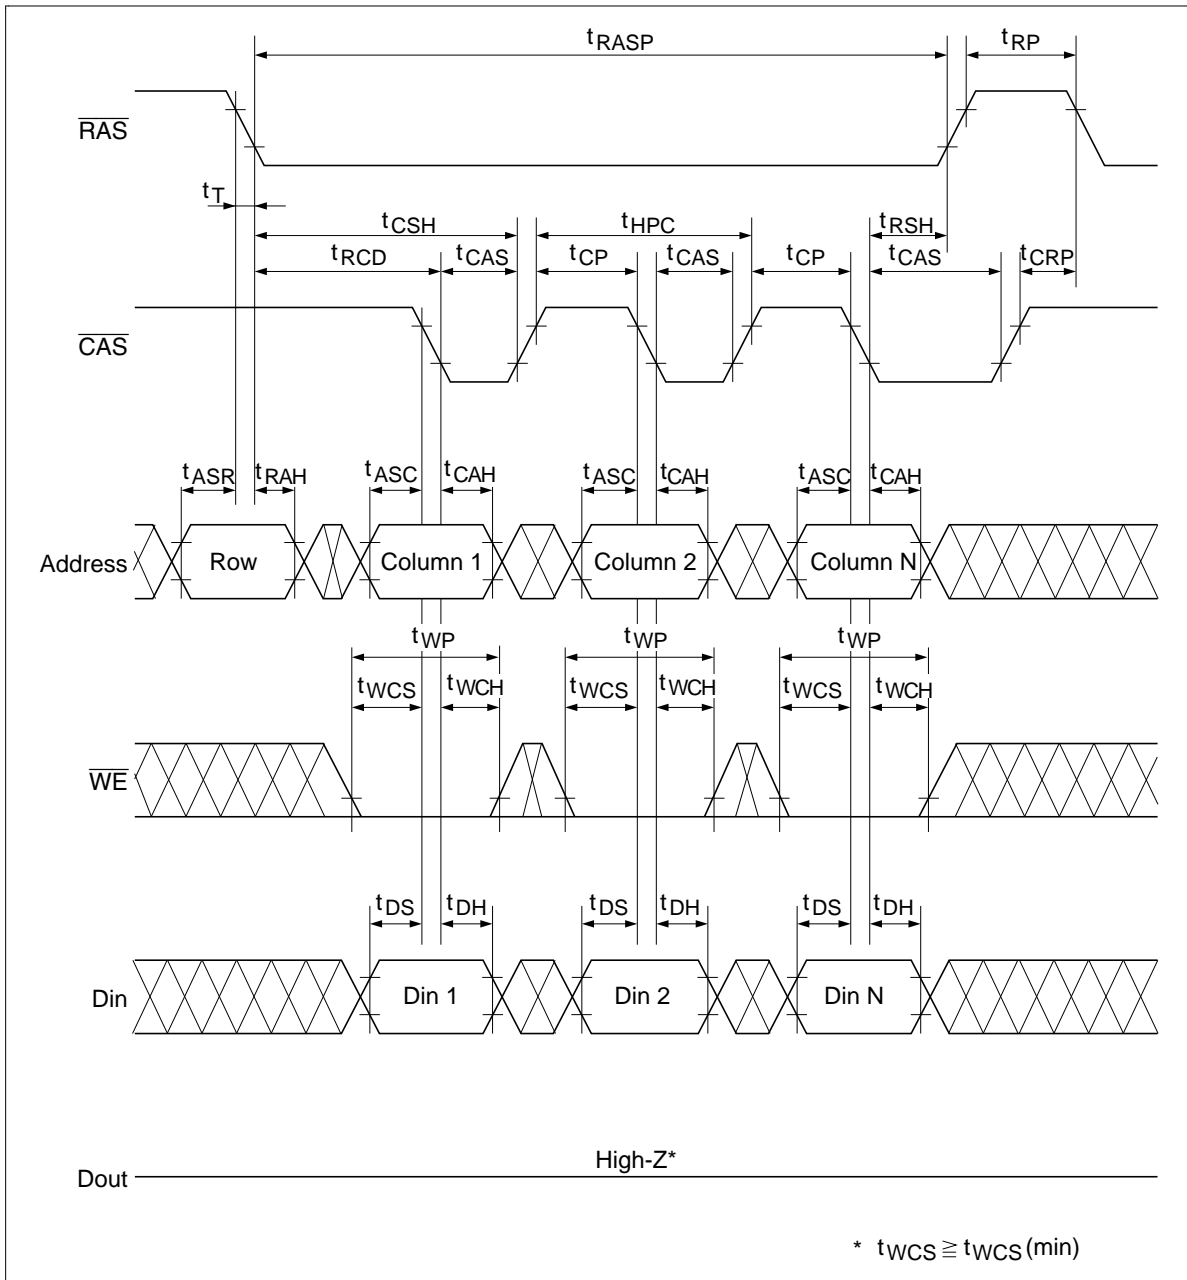 tRASP tRP
RAS
tT
tCSH tHPC tRSH
tRCD tCAS tCP tCAS tCP tCAS tCRP
CAS
tASR tRAH tASC tCAH tASC tCAH tASC tCAH
Address Row Column 1 Column 2 Column N
tWP tWP tWP
tWCS tWCH tWCS tWCH tWCS tWCH
WE
tDS tDH tDS tDH tDS tDH
Din Din 1 Din 2 Din N
High-Z*
Dout
* tWCS ≧ tWCS (min)